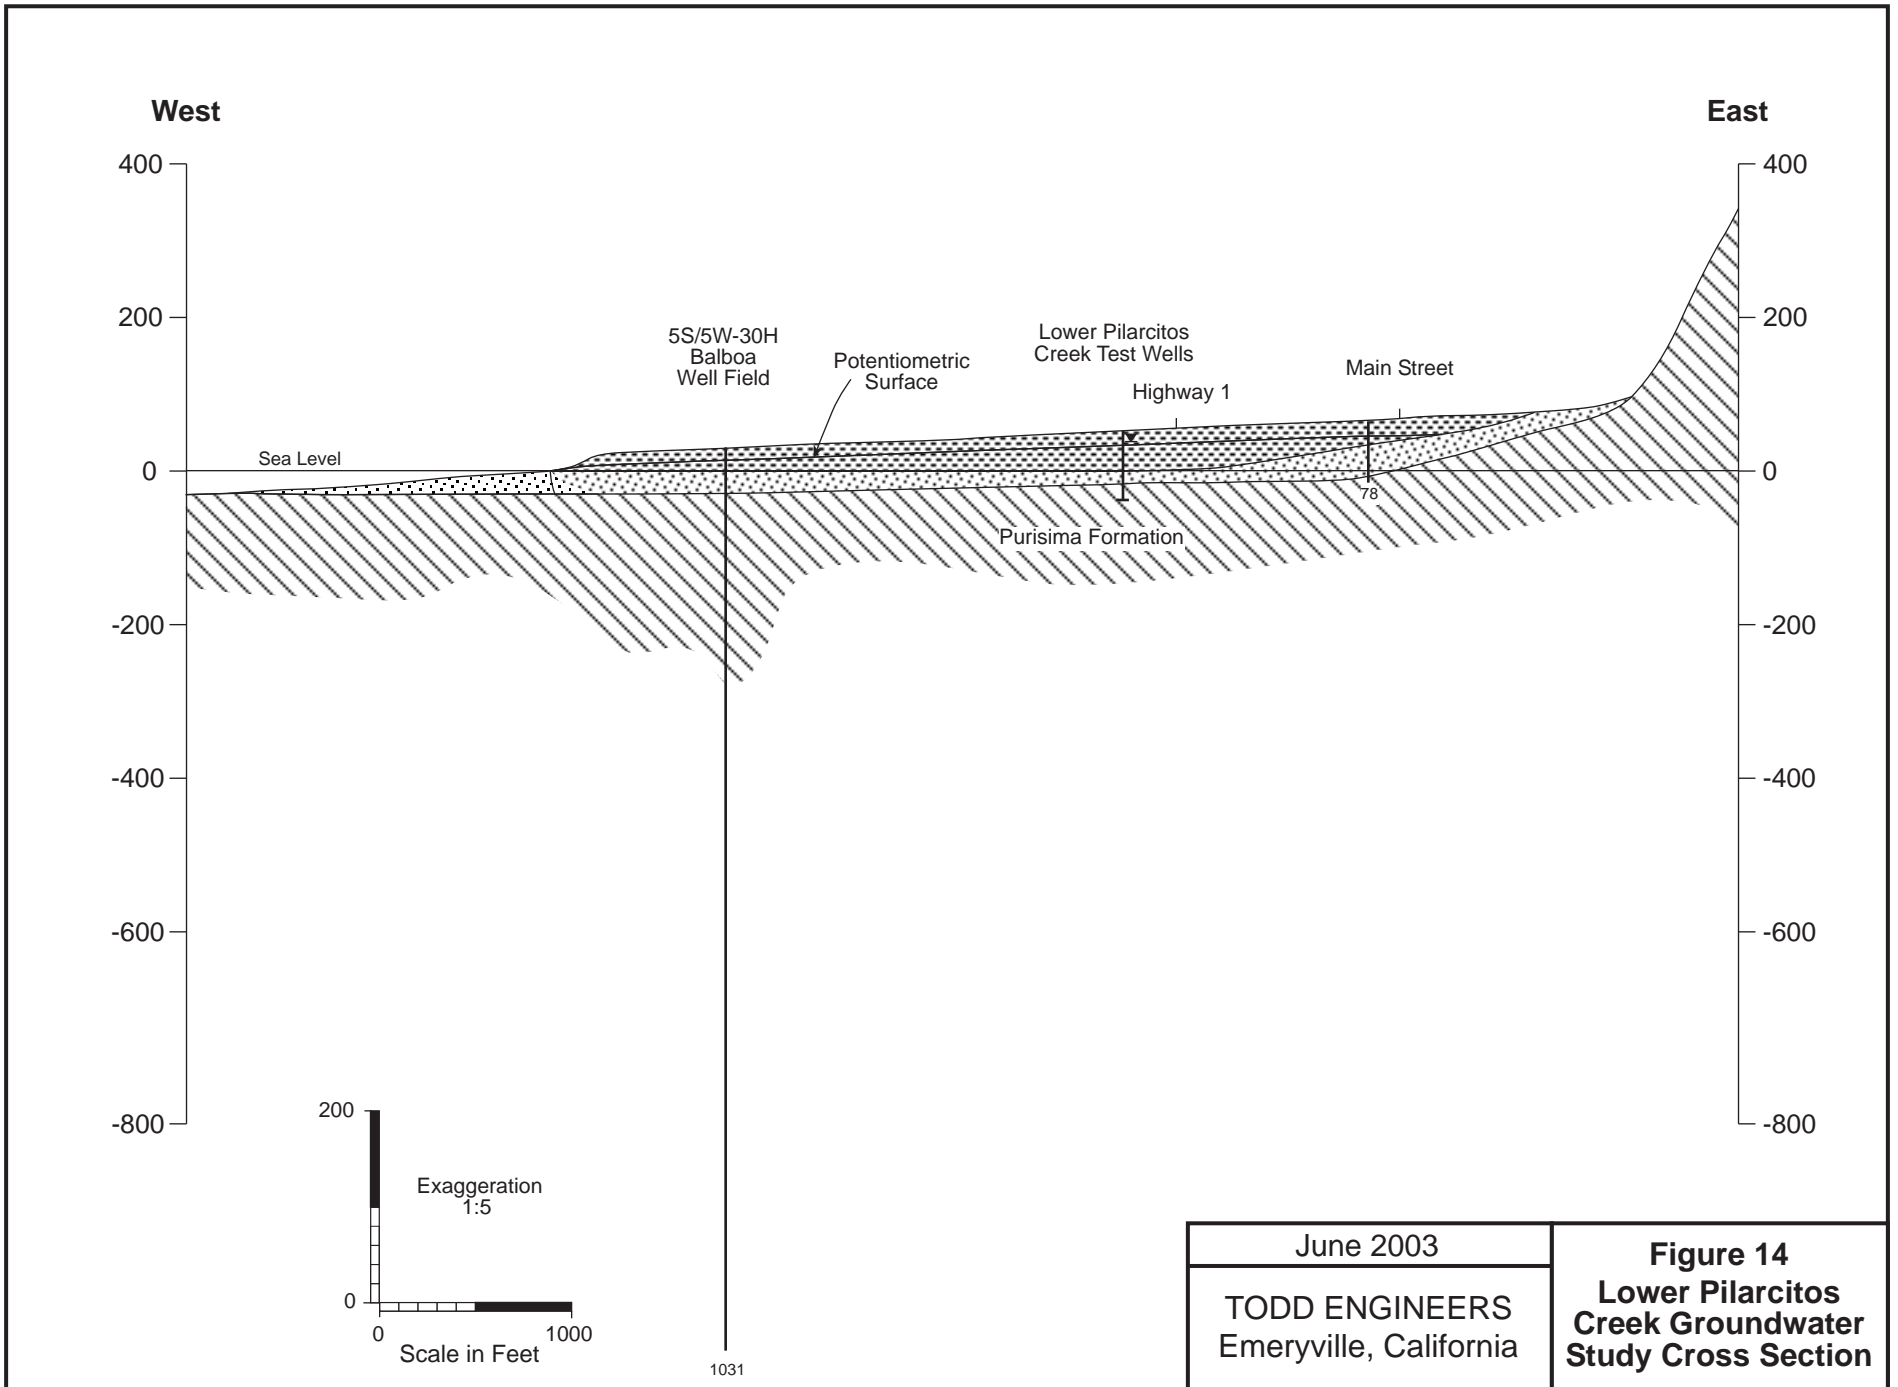 West
East
400
400
200
200
5S/5W-30H
Balboa
Well Field
Potentiometric
Surface
Lower Pilarcitos
Creek Test Wells
Highway 1
Main Street
Sea Level
0
0
78
Purisima Formation
-200
-200
-400
-400
-600
-600
-800
-800
200
Exaggeration
1:5
0
0
1000
Scale in Feet
1031
June 2003
TODD ENGINEERS
Emeryville, California
Figure 14
Lower Pilarcitos
Creek Groundwater
Study Cross Section